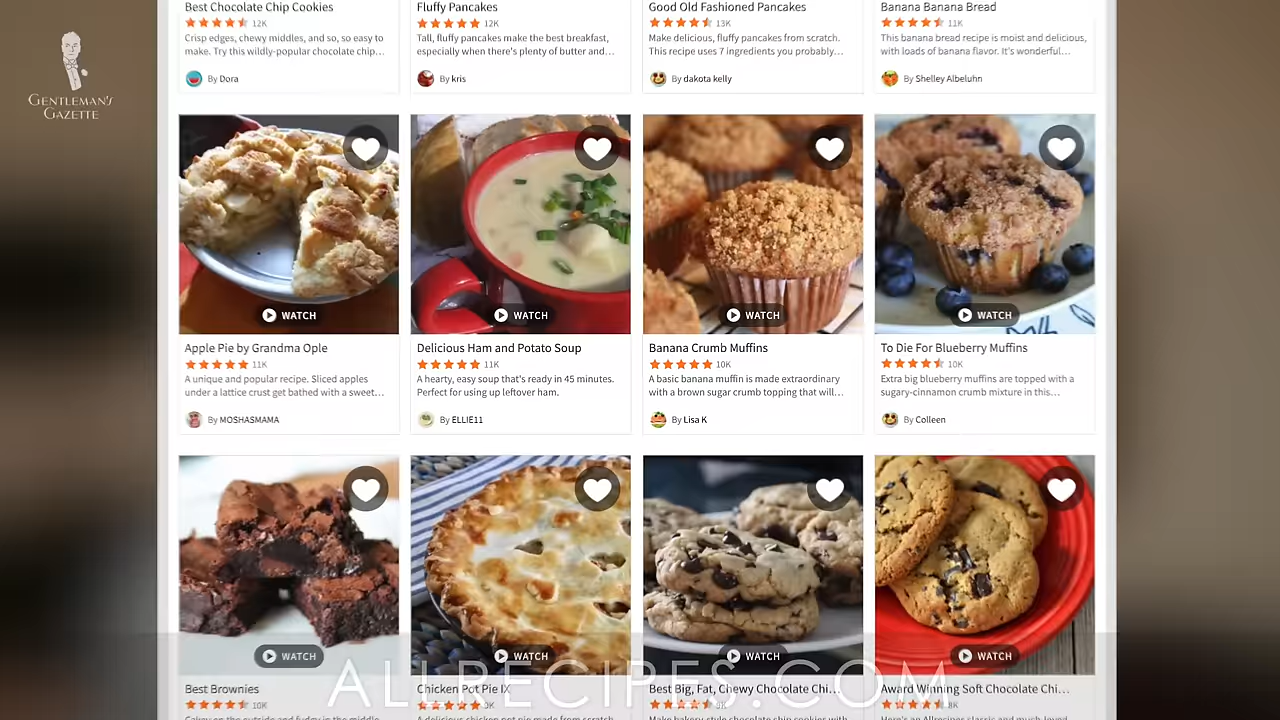 GENTLEMAN'S
GAZETTE
Best Chocolate Chip Cookies
12K
Crisp edges, chewy middles, and so, so easy to
make. Try this wildly-popular chocolate chip…
By Dora
Fluffy Pancakes
12K
Tall, fluffy pancakes make the best breakfast,
especially when there's plenty of butter and…
By kris
Good Old Fashioned Pancakes
13K
Make delicious, fluffy pancakes from scratch.
This recipe uses 7 ingredients you probably…
By dakota kelly
Banana Banana Bread
11K
This banana bread recipe is moist and delicious,
with loads of banana flavor. It's wonderful…
By Shelley Albeluhn
WATCH
Apple Pie by Grandma Ople
11K
A unique and popular recipe. Sliced apples
under a lattice crust get bathed with a sweet…
By MOSHASMAMA
WATCH
Delicious Ham and Potato Soup
11K
A hearty, easy soup that's ready in 45 minutes.
Perfect for using up leftover ham.
By ELLIE11
WATCH
Banana Crumb Muffins
10K
A basic banana muffin is made extraordinary
with a brown sugar crumb topping that will…
By Lisa K
WATCH
To Die For Blueberry Muffins
10K
Extra big blueberry muffins are topped with a
sugary-cinnamon crumb mixture in this…
By Colleen
WATCH
Best Brownies
10K
WATCH
Chicken Pot Pie IX
WATCH
Best Big, Fat, Chewy Chocolate Chi…
WATCH
Award Winning Soft Chocolate Chi…
8K
ALLRECIPES.COM